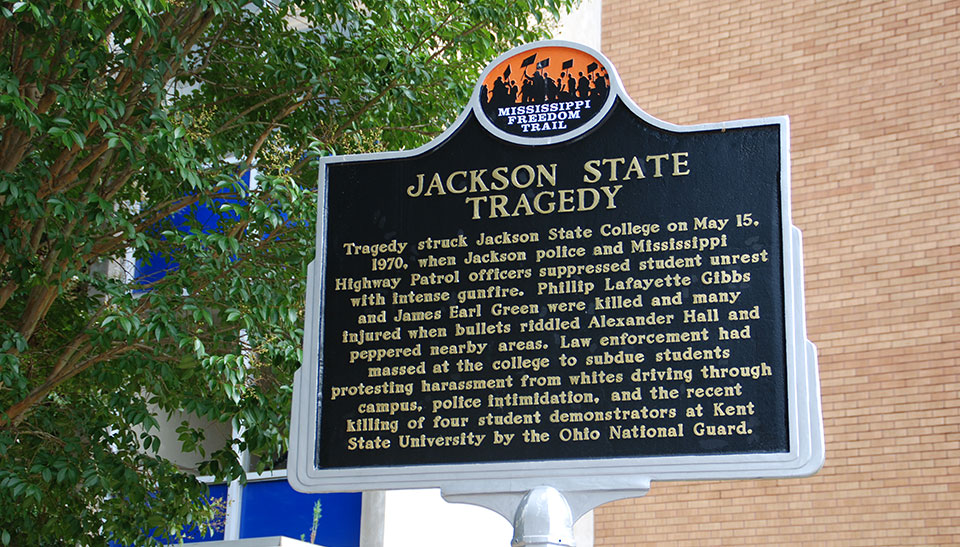 MISSISSIPPI
FREEDOM
TRAIL
JACKSON STATE
TRAGEDY
Tragedy struck Jackson State College on May 15,
1970, when Jackson police and Mississippi
Highway Patrol officers suppressed student unrest
with intense gunfire. Phillip Lafayette Gibbs
and James Earl Green were killed and many
injured when bullets riddled Alexander Hall and
peppered nearby areas. Law enforcement had
massed at the college to subdue students
protesting harassment from whites driving through
campus, police intimidation, and the recent
killing of four student demonstrators at Kent
State University by the Ohio National Guard.